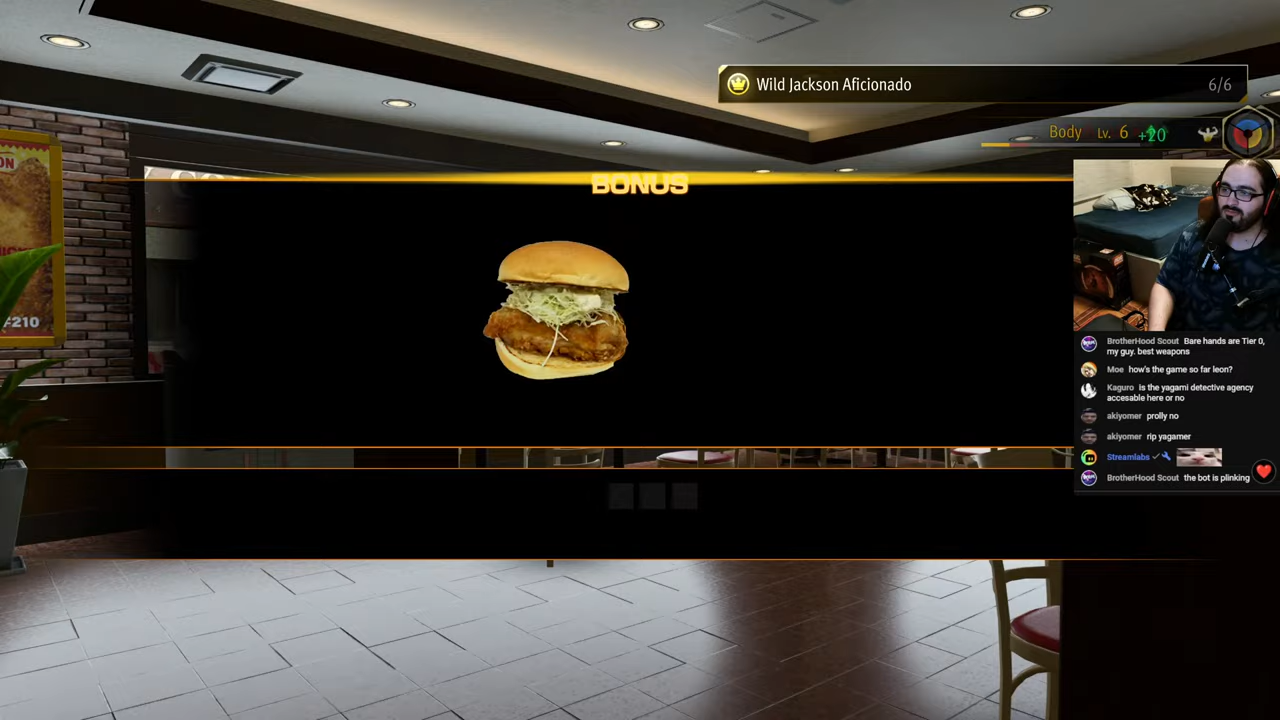 Wild Jackson Aficionado 6/6
Body Lv. 6 +20
BONUS
ON
F210
BrotherHood Scout Bare hands are Tier 0,
my guy. best weapons
Moe how's the game so far leon?
Kaguro is the yagami detective agency
accesable here or no
akiyomer prolly no
akiyomer rip yagamer
Streamlabs
BrotherHood Scout the bot is plinking